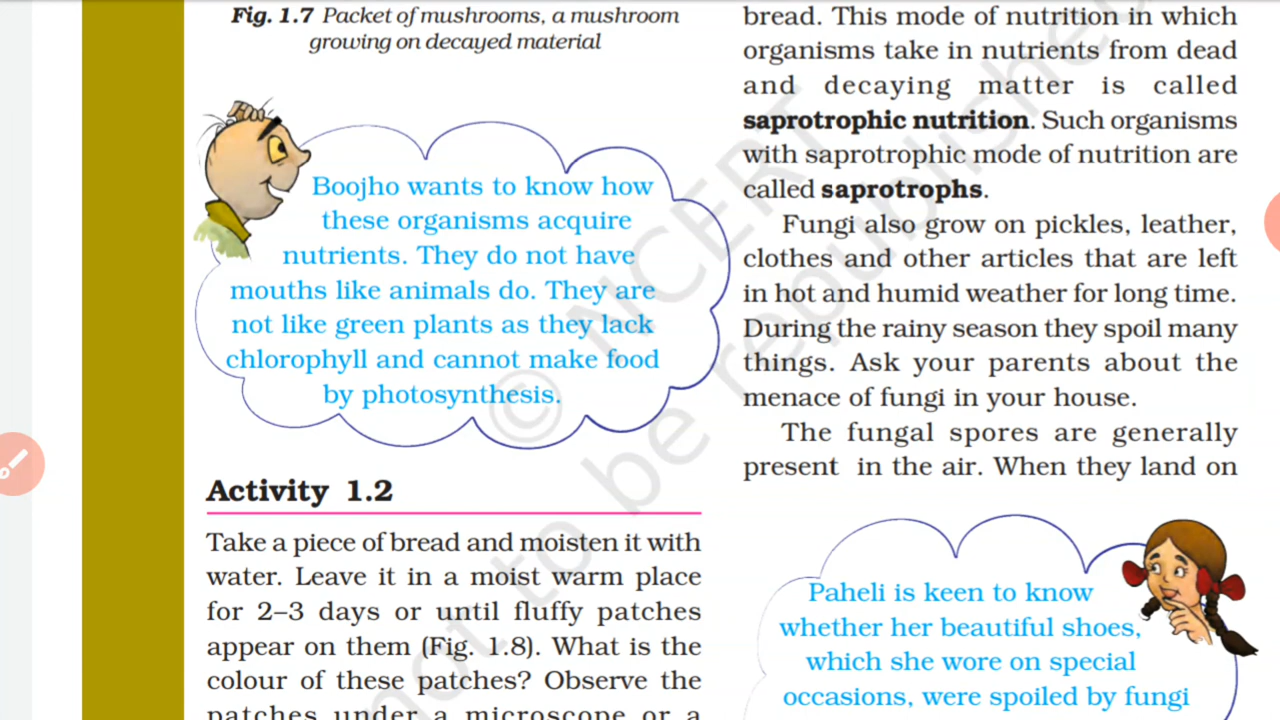 Fig. 1.7 Packet of mushrooms, a mushroom
growing on decayed material
Boojho wants to know how
these organisms acquire
nutrients. They do not have
mouths like animals do. They are
not like green plants as they lack
chlorophyll and cannot make food
by photosynthesis.
Activity 1.2
Take a piece of bread and moisten it with
water. Leave it in a moist warm place
for 2–3 days or until fluffy patches
appear on them (Fig. 1.8). What is the
colour of these patches? Observe the
patches under a microscope or a
bread. This mode of nutrition in which
organisms take in nutrients from dead
and decaying matter is called
saprotrophic nutrition. Such organisms
with saprotrophic mode of nutrition are
called saprotrophs.
Fungi also grow on pickles, leather,
clothes and other articles that are left
in hot and humid weather for long time.
During the rainy season they spoil many
things. Ask your parents about the
menace of fungi in your house.
The fungal spores are generally
present in the air. When they land on
Paheli is keen to know
whether her beautiful shoes,
which she wore on special
occasions, were spoiled by fungi
© NCERT
not to be republished